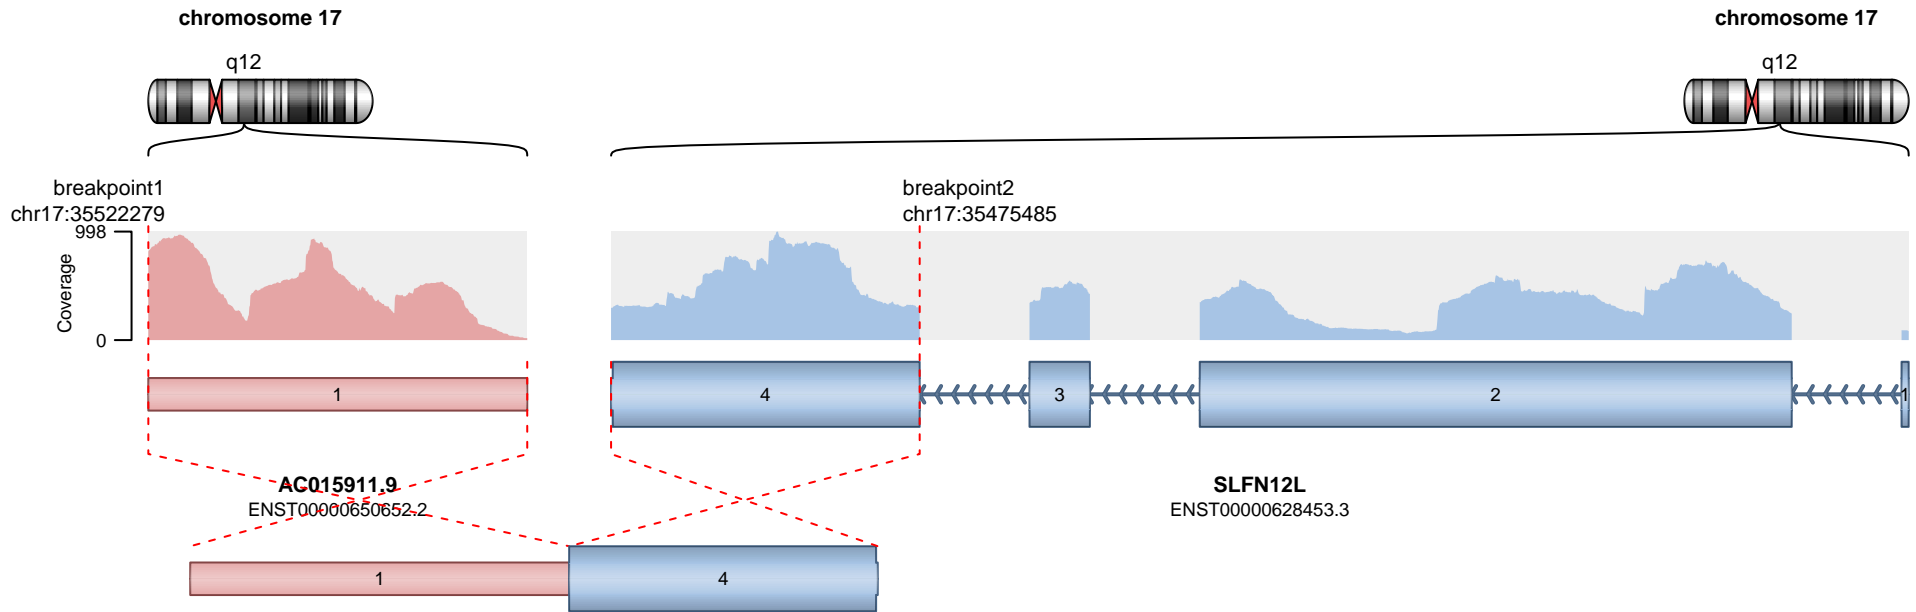 chromosome 17
chromosome 17
q12
q12
breakpoint1
chr17:35522279
breakpoint2
chr17:35475485
998
Coverage
0
1
4
3
2
1
AC015911.9
ENST00000650652.2
SLFN12L
ENST00000628453.3
1
4